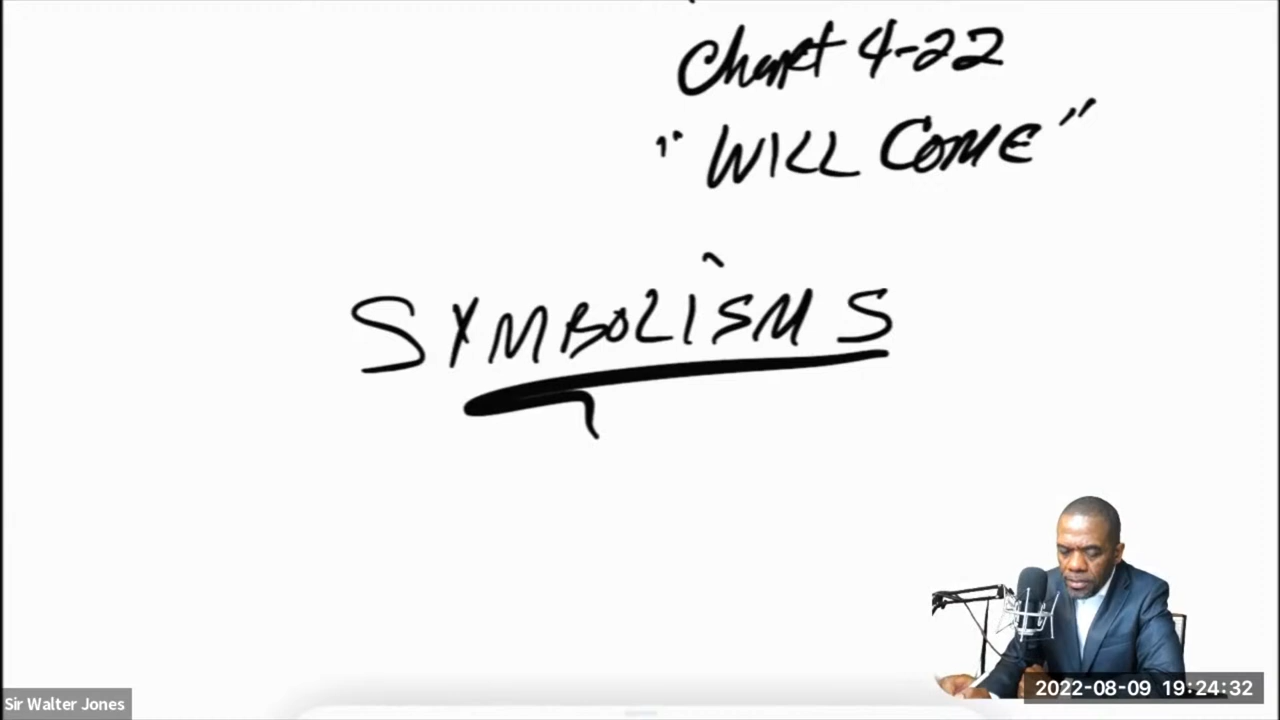 Chart 4-22
"WILL COME"
SYMBOLISMS
Sir Walter Jones
2022-08-09 19:24:32